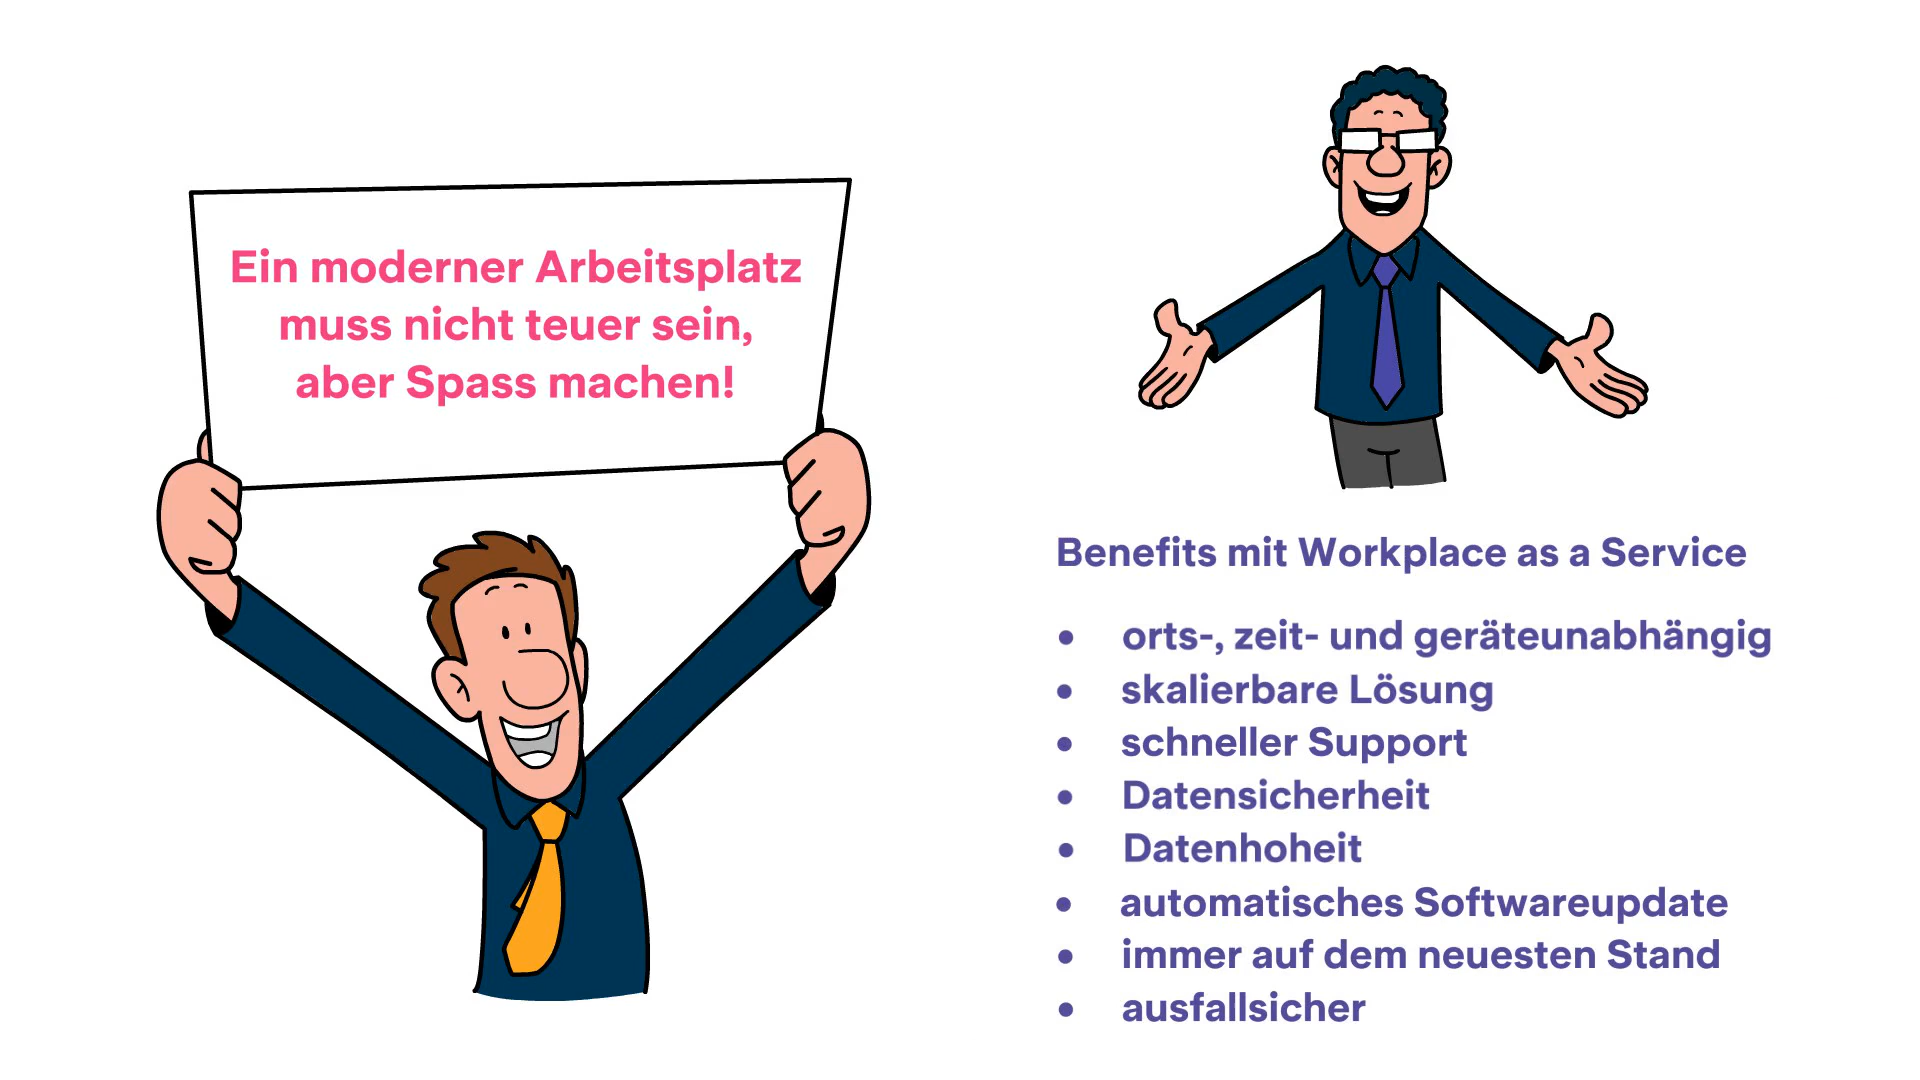 Ein moderner Arbeitsplatz
muss nicht teuer sein,
aber Spass machen!
Benefits mit Workplace as a Service
• orts-, zeit- und geräteunabhängig
• skalierbare Lösung
• schneller Support
• Datensicherheit
• Datenhoheit
• automatisches Softwareupdate
• immer auf dem neuesten Stand
• ausfallsicher